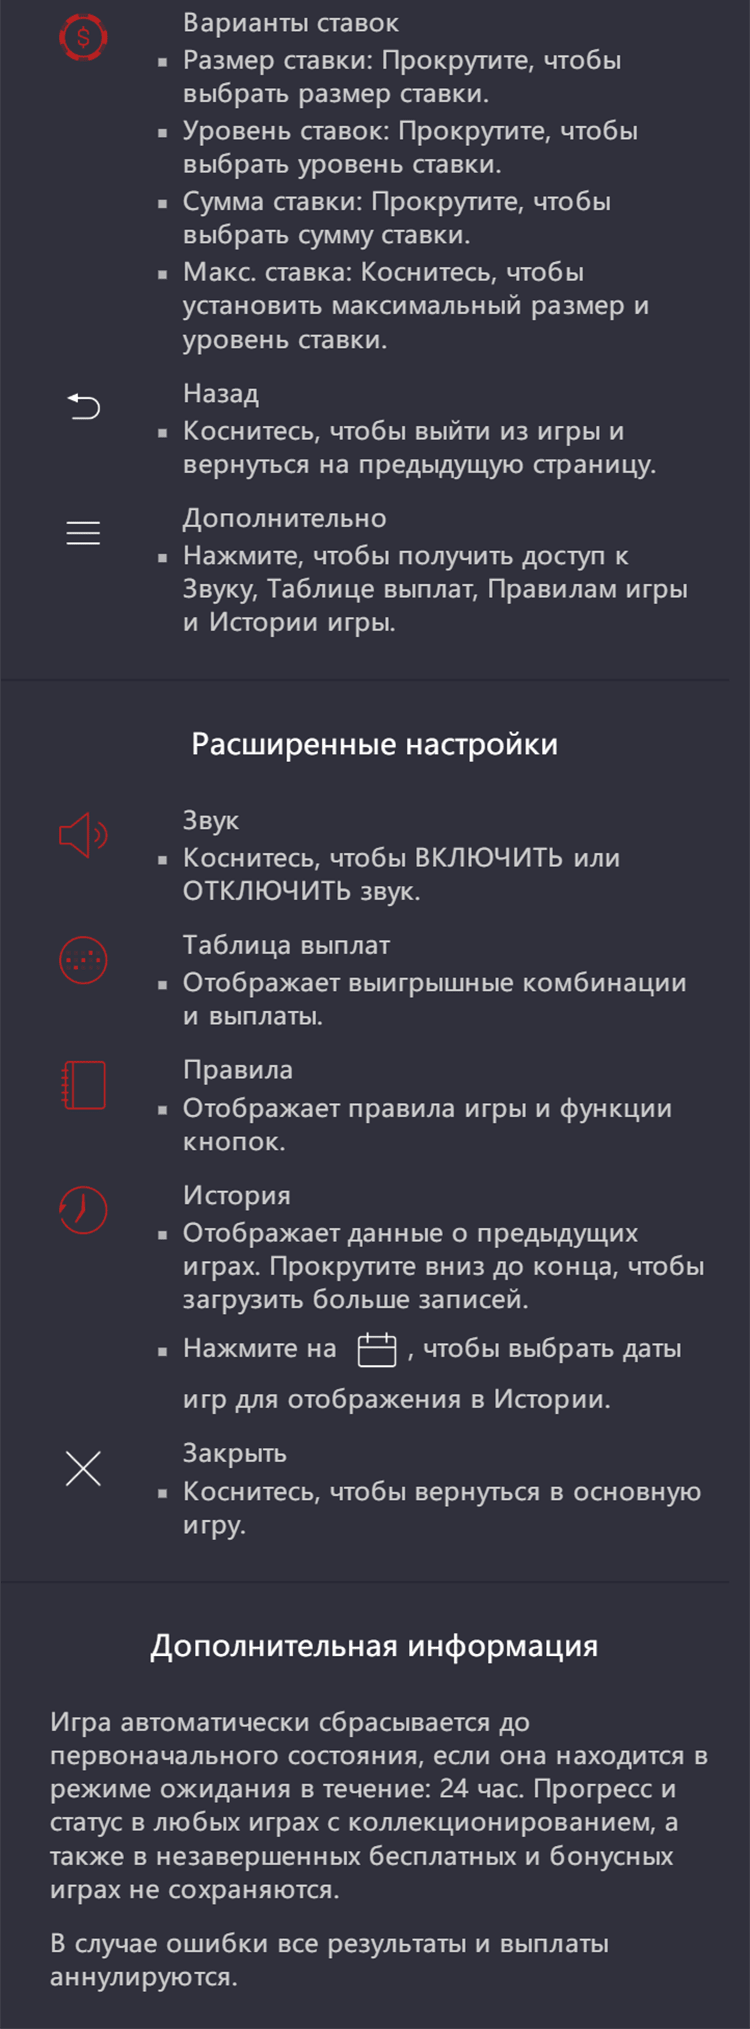 Варианты ставок
▪ Размер ставки: Прокрутите, чтобы
выбрать размер ставки.
▪ Уровень ставок: Прокрутите, чтобы
выбрать уровень ставки.
▪ Сумма ставки: Прокрутите, чтобы
выбрать сумму ставки.
▪ Макс. ставка: Коснитесь, чтобы
установить максимальный размер и
уровень ставки.
Назад
▪ Коснитесь, чтобы выйти из игры и
вернуться на предыдущую страницу.
Дополнительно
▪ Нажмите, чтобы получить доступ к
Звуку, Таблице выплат, Правилам игры
и Истории игры.
Расширенные настройки
Звук
▪ Коснитесь, чтобы ВКЛЮЧИТЬ или
ОТКЛЮЧИТЬ звук.
Таблица выплат
▪ Отображает выигрышные комбинации
и выплаты.
Правила
▪ Отображает правила игры и функции
кнопок.
История
▪ Отображает данные о предыдущих
играх. Прокрутите вниз до конца, чтобы
загрузить больше записей.
▪ Нажмите на , чтобы выбрать даты
игр для отображения в Истории.
Закрыть
▪ Коснитесь, чтобы вернуться в основную
игру.
Дополнительная информация
Игра автоматически сбрасывается до
первоначального состояния, если она находится в
режиме ожидания в течение: 24 час. Прогресс и
статус в любых играх с коллекционированием, а
также в незавершенных бесплатных и бонусных
играх не сохраняются.
В случае ошибки все результаты и выплаты
аннулируются.